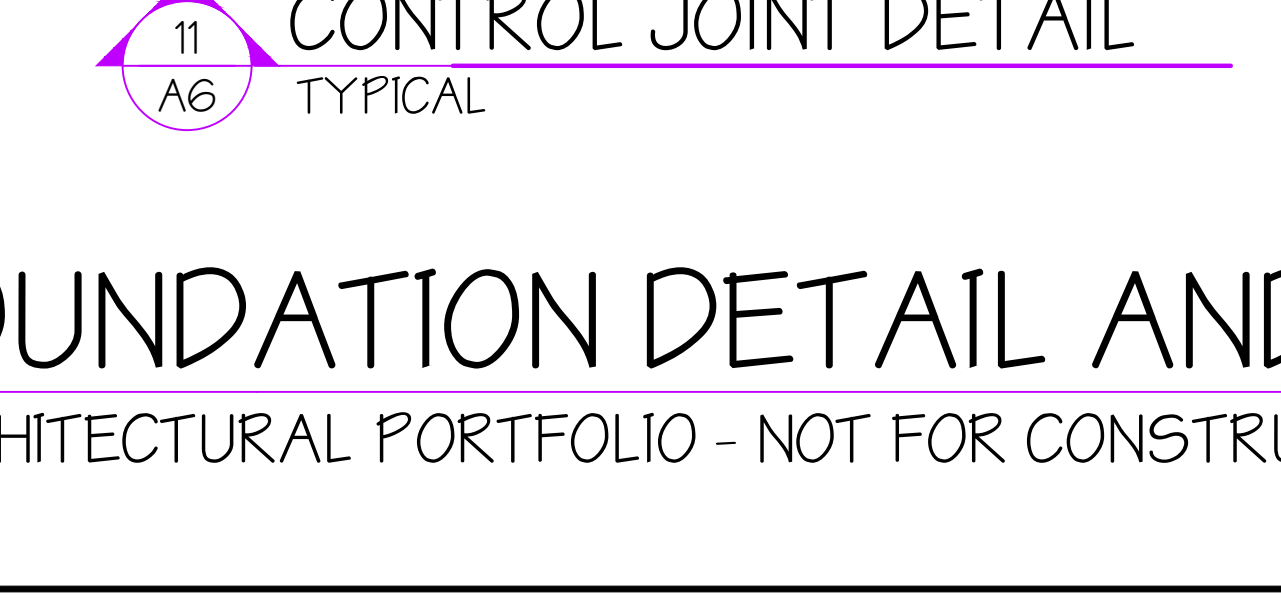 11
CONTROL JOINT DETAIL
A6
TYPICAL
OUNDATION DETAIL AND
HITECTURAL PORTFOLIO - NOT FOR CONSTRU